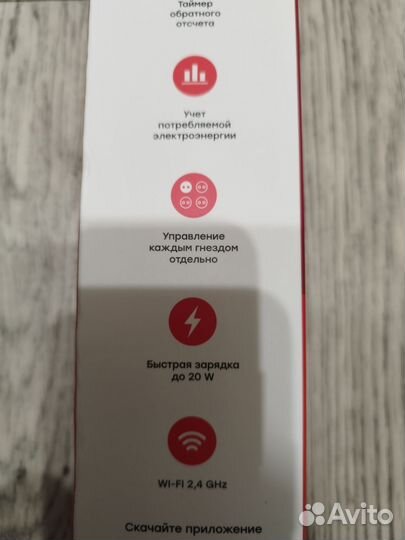 Таймер
обратного
отсчета
Учет
потребляемой
электроэнергии
Управление
каждым гнездом
отдельно
Быстрая зарядка
до 20 W
WI-FI 2,4 GHz
Скачайте приложение
Avito